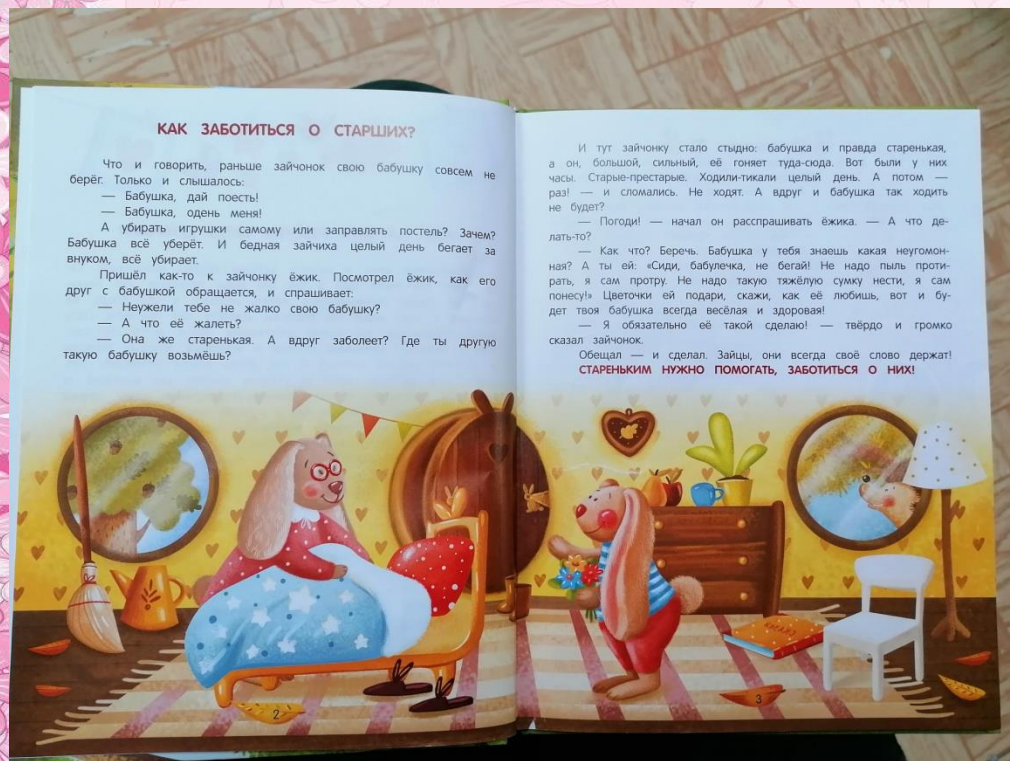 КАК ЗАБОТИТЬСЯ О СТАРШИХ?
Что и говорить, раньше зайчонок свою бабушку совсем не
берёг. Только и слышалось:
— Бабушка, дай поесть!
— Бабушка, одень меня!
А убирать игрушки самому или заправлять постель? Зачем?
Бабушка всё уберёт. И бедная зайчиха целый день бегает за
внуком, всё убирает.
Пришёл как-то к зайчонку ёжик. Посмотрел ёжик, как его
друг с бабушкой обращается, и спрашивает:
— Неужели тебе не жалко свою бабушку?
— А что её жалеть?
— Она же старенькая. А вдруг заболеет? Где ты другую
такую бабушку возьмёшь?
2
И тут зайчонку стало стыдно: бабушка и правда старенькая,
а он, большой, сильный, её гоняет туда-сюда. Вот были у них
часы. Старые-престарые. Ходили-тикали целый день. А потом —
раз! — и сломались. Не ходят. А вдруг и бабушка так ходить
не будет?
— Погоди! — начал он расспрашивать ёжика. — А что де-
лать-то?
— Как что? Беречь. Бабушка у тебя знаешь какая неугомон-
ная? А ты ей: «Сиди, бабулечка, не бегай! Не надо пыль проти-
рать, я сам протру. Не надо такую тяжёлую сумку нести, я сам
понесу!» Цветочки ей подари, скажи, как её любишь, вот и бу-
дет твоя бабушка всегда весёлая и здоровая!
— Я обязательно её такой сделаю! — твёрдо и громко
сказал зайчонок.
Обещал — и сделал. Зайцы, они всегда своё слово держат!
СТАРЕНЬКИМ НУЖНО ПОМОГАТЬ, ЗАБОТИТЬСЯ О НИХ!
3